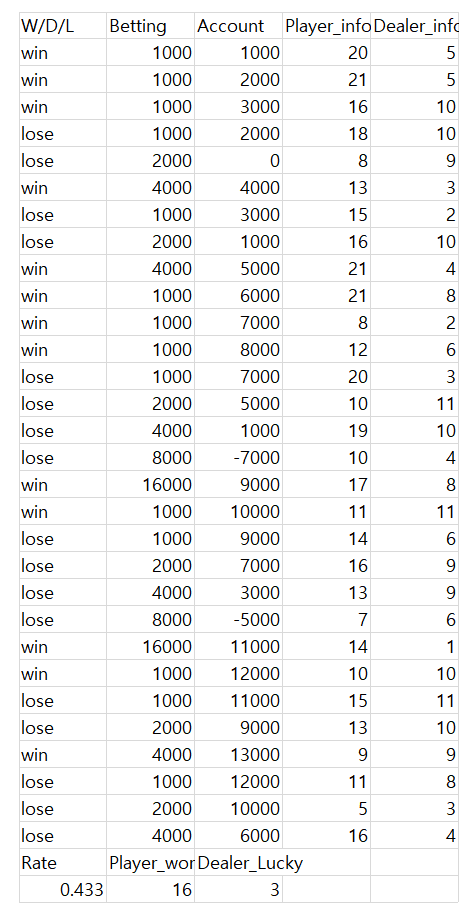 W/D/L Betting Account Player_info Dealer_info
win 1000 1000 20 5
win 1000 2000 21 5
win 1000 3000 16 10
lose 1000 2000 18 10
lose 2000 0 8 9
win 4000 4000 13 3
lose 1000 3000 15 2
lose 2000 1000 16 10
win 4000 5000 21 4
win 1000 6000 21 8
win 1000 7000 8 2
win 1000 8000 12 6
lose 1000 7000 20 3
lose 2000 5000 10 11
lose 4000 1000 19 10
lose 8000 -7000 10 4
win 16000 9000 17 8
win 1000 10000 11 11
lose 1000 9000 14 6
lose 2000 7000 16 9
lose 4000 3000 13 9
lose 8000 -5000 7 6
win 16000 11000 14 1
win 1000 12000 10 10
lose 1000 11000 15 11
lose 2000 9000 13 10
win 4000 13000 9 9
lose 1000 12000 11 8
lose 2000 10000 5 3
lose 4000 6000 16 4
Rate Player_wor Dealer_Lucky
0.433 16 3